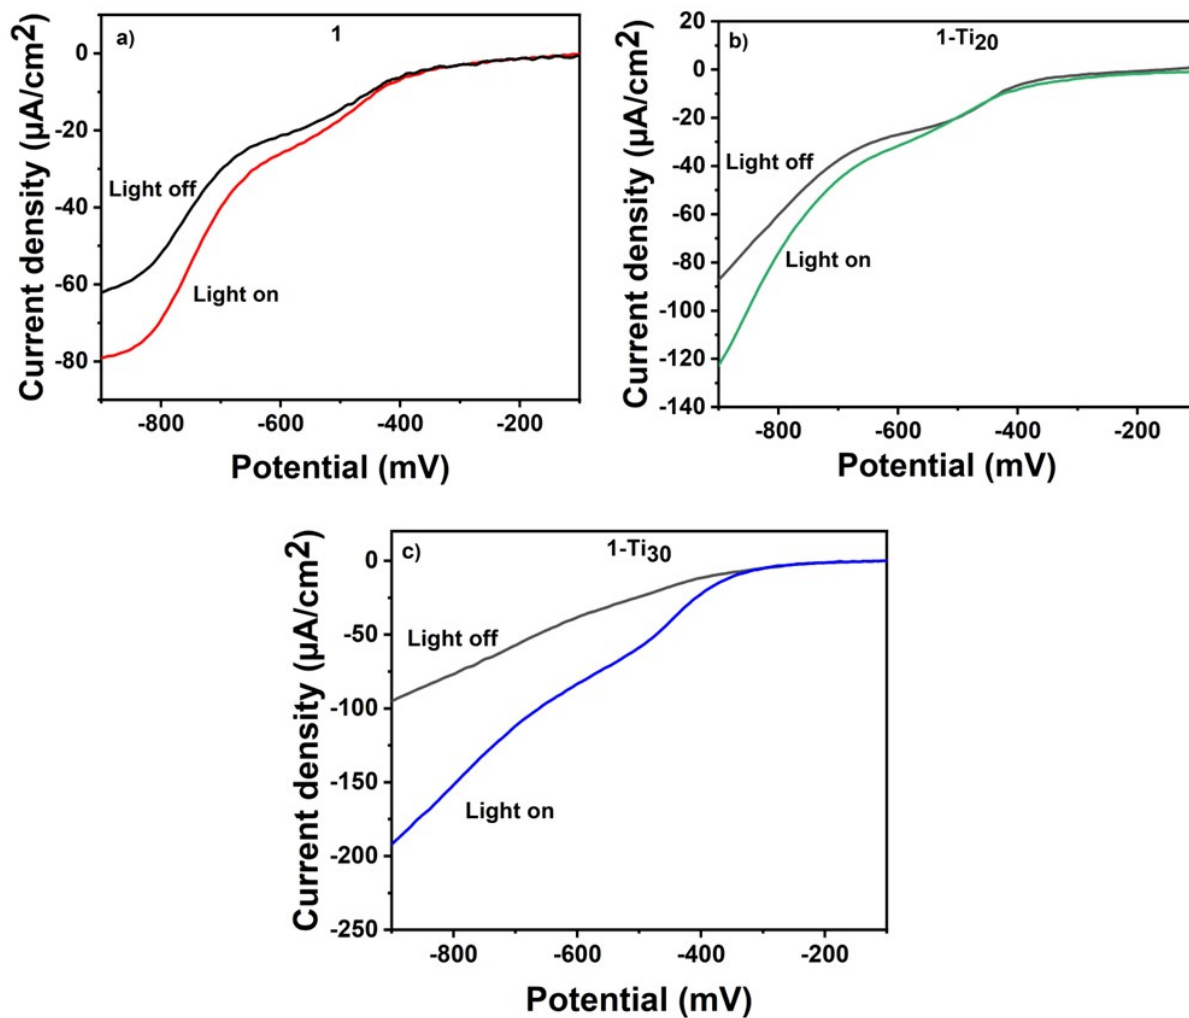 a)
1
Current density (µA/cm²)
0
-20
-40
-60
-80
Light off
Light on
-800
-600
-400
-200
Potential (mV)
b)
1-Ti₂₀
Current density (µA/cm²)
20
0
-20
-40
-60
-80
-100
-120
-140
Light off
Light on
-800
-600
-400
-200
Potential (mV)
c)
1-Ti₃₀
Current density (µA/cm²)
0
-50
-100
-150
-200
-250
Light off
Light on
-800
-600
-400
-200
Potential (mV)